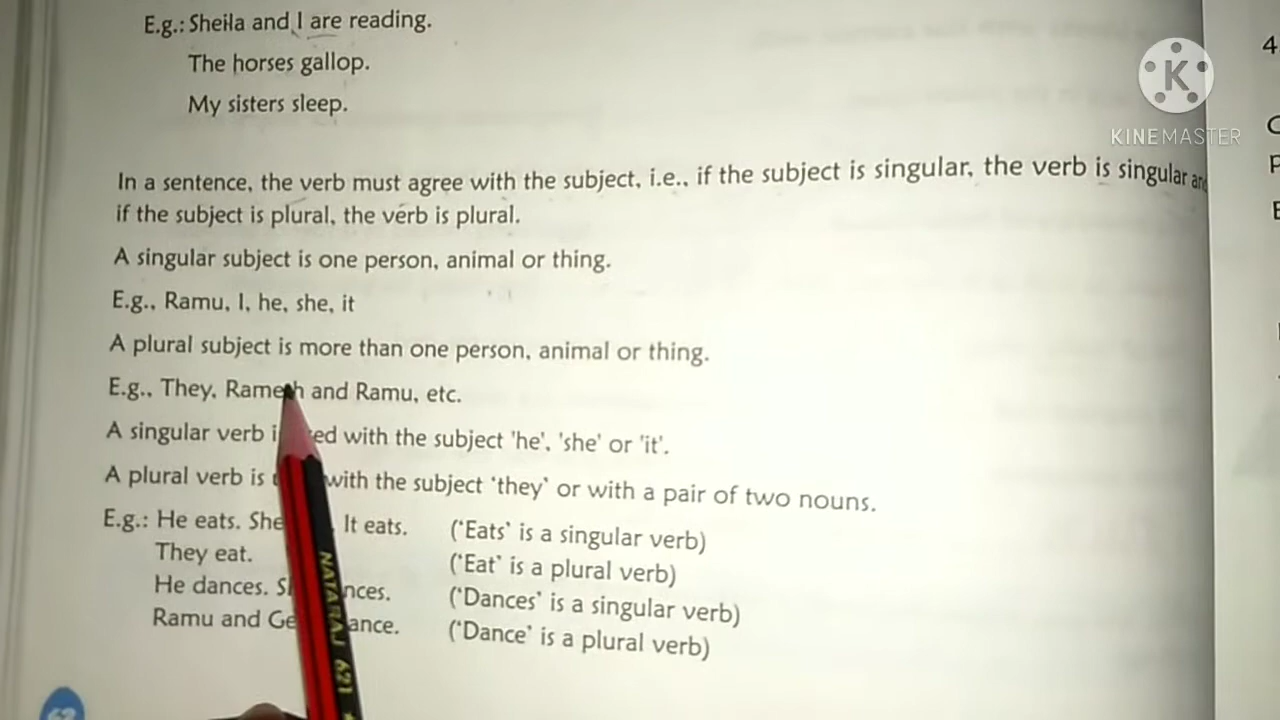 E.g.: Sheila and I are reading.
The horses gallop.
My sisters sleep.
KINEMASTER
In a sentence, the verb must agree with the subject, i.e., if the subject is singular, the verb is singular
if the subject is plural, the verb is plural.
A singular subject is one person, animal or thing.
E.g., Ramu, I, he, she, it
A plural subject is more than one person, animal or thing.
E.g., They, Ramesh and Ramu, etc.
A singular verb with the subject 'he', 'she' or 'it'.
A plural verb is with the subject 'they' or with a pair of two nouns.
E.g.: He eats. She It eats. ('Eats' is a singular verb)
They eat. ('Eat' is a plural verb)
He dances. ('Dances' is a singular verb)
Ramu and ('Dance' is a plural verb)
NATARAJ 621
4